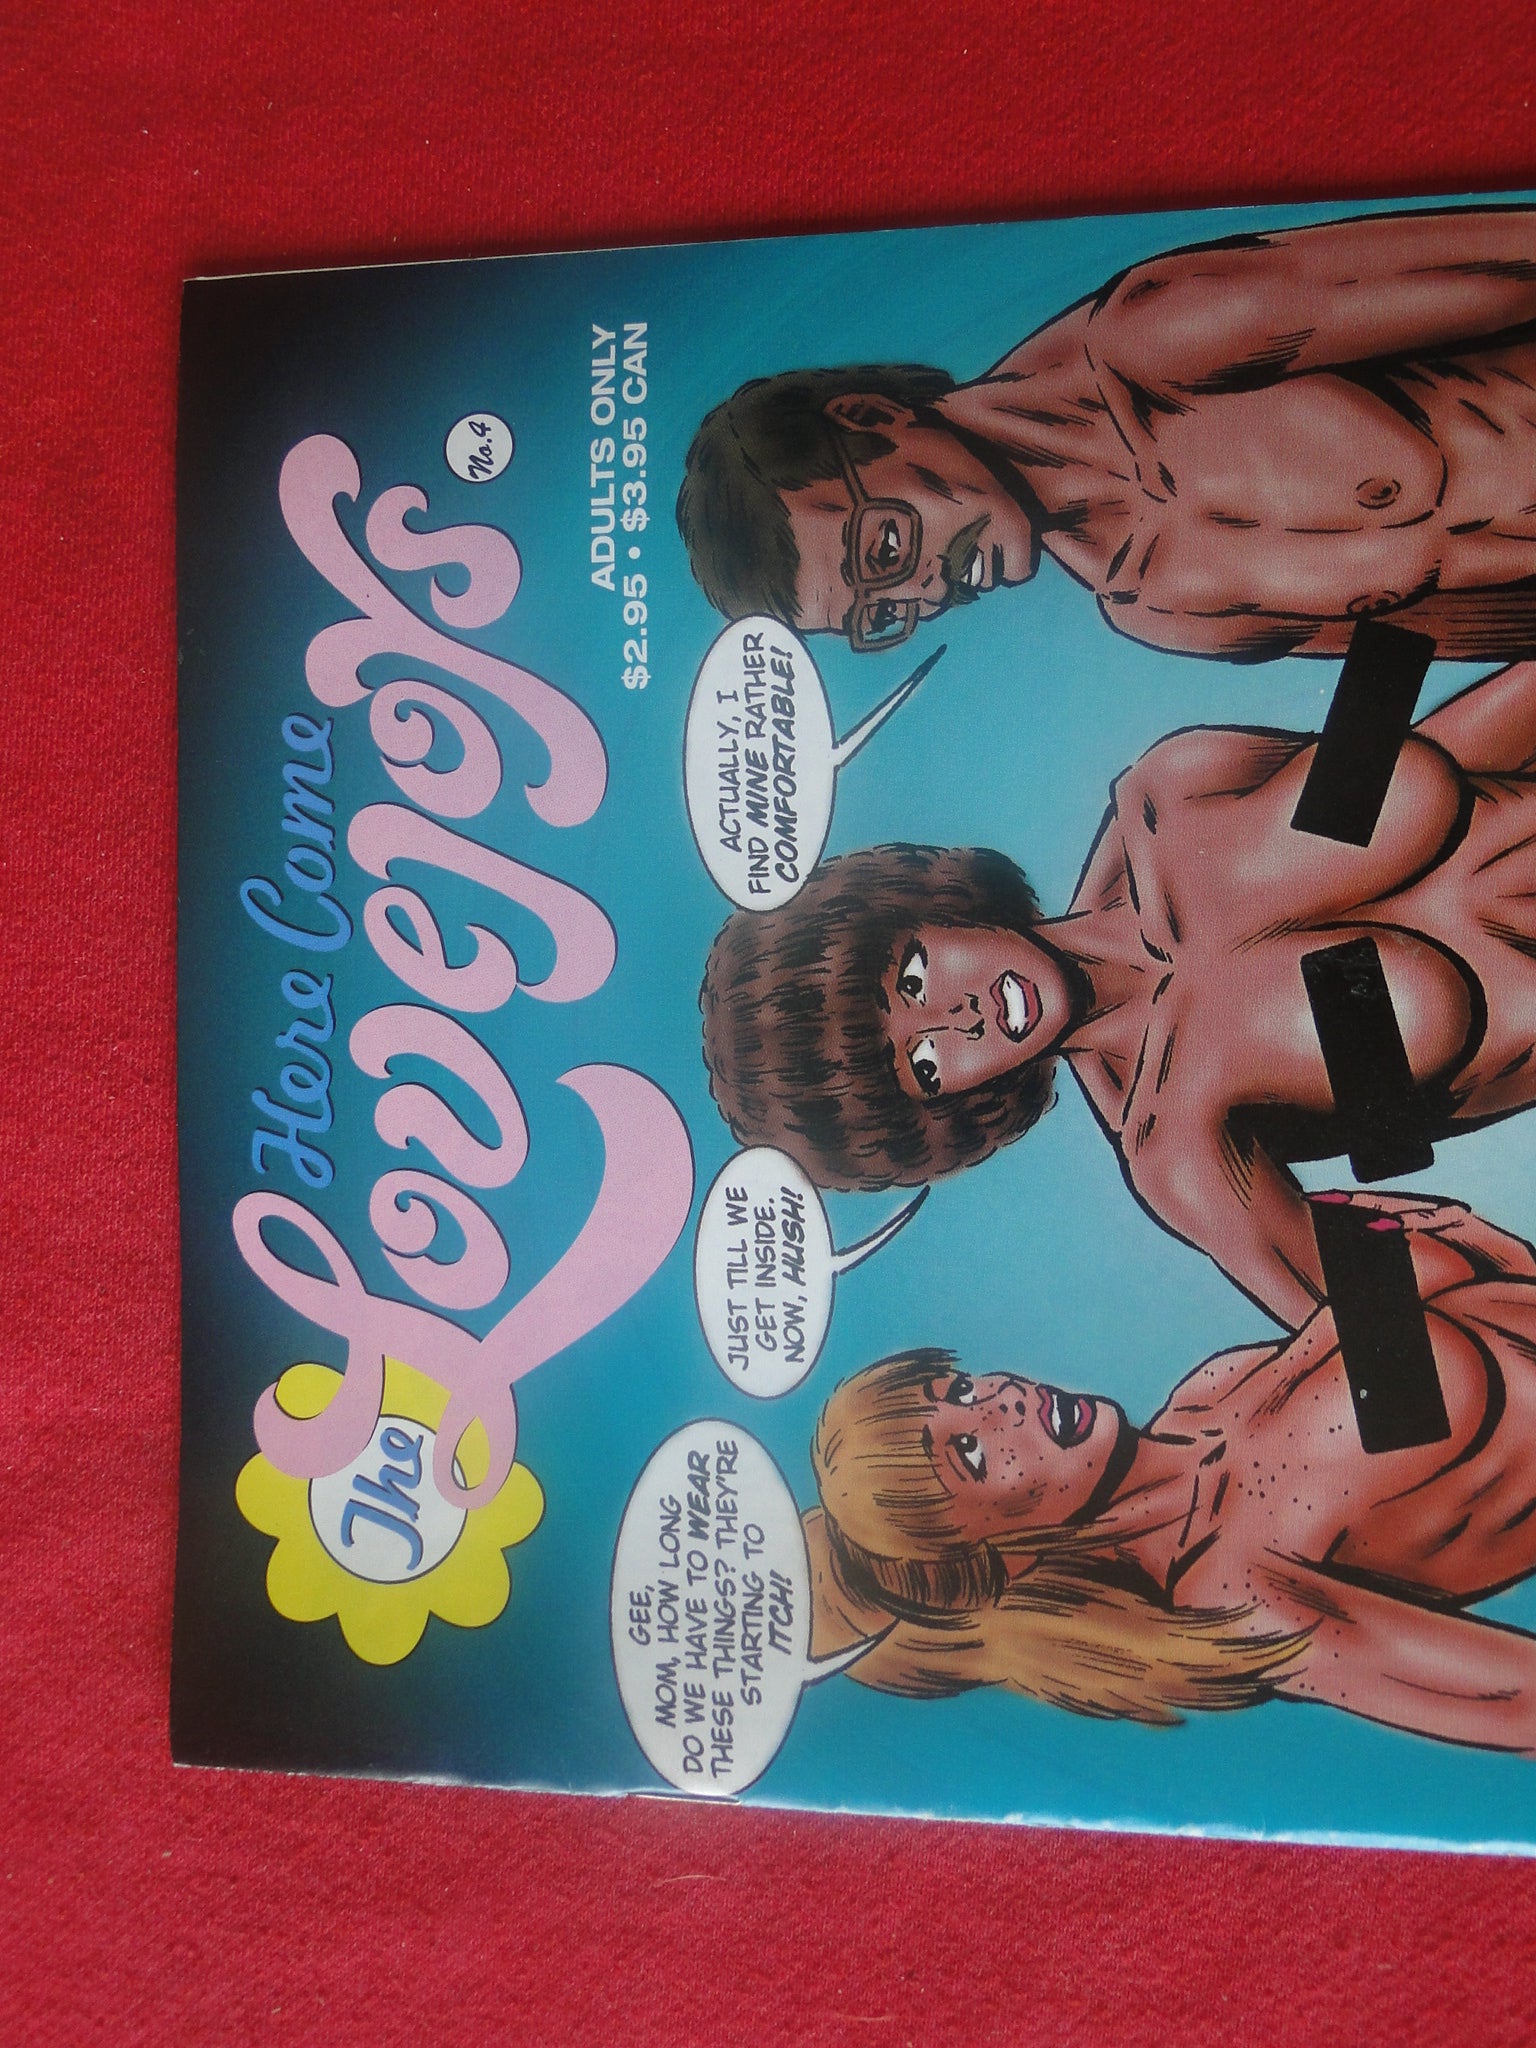 Here Come
The Lovejoys
No.4
ADULTS ONLY
$2.95 • $3.95 CAN
GEE,
MOM, HOW LONG
DO WE HAVE TO WEAR
THESE THINGS? THEY'RE
STARTING TO
ITCH!
JUST TILL WE
GET INSIDE.
NOW, HUSH!
ACTUALLY, I
FIND MINE RATHER
COMFORTABLE!